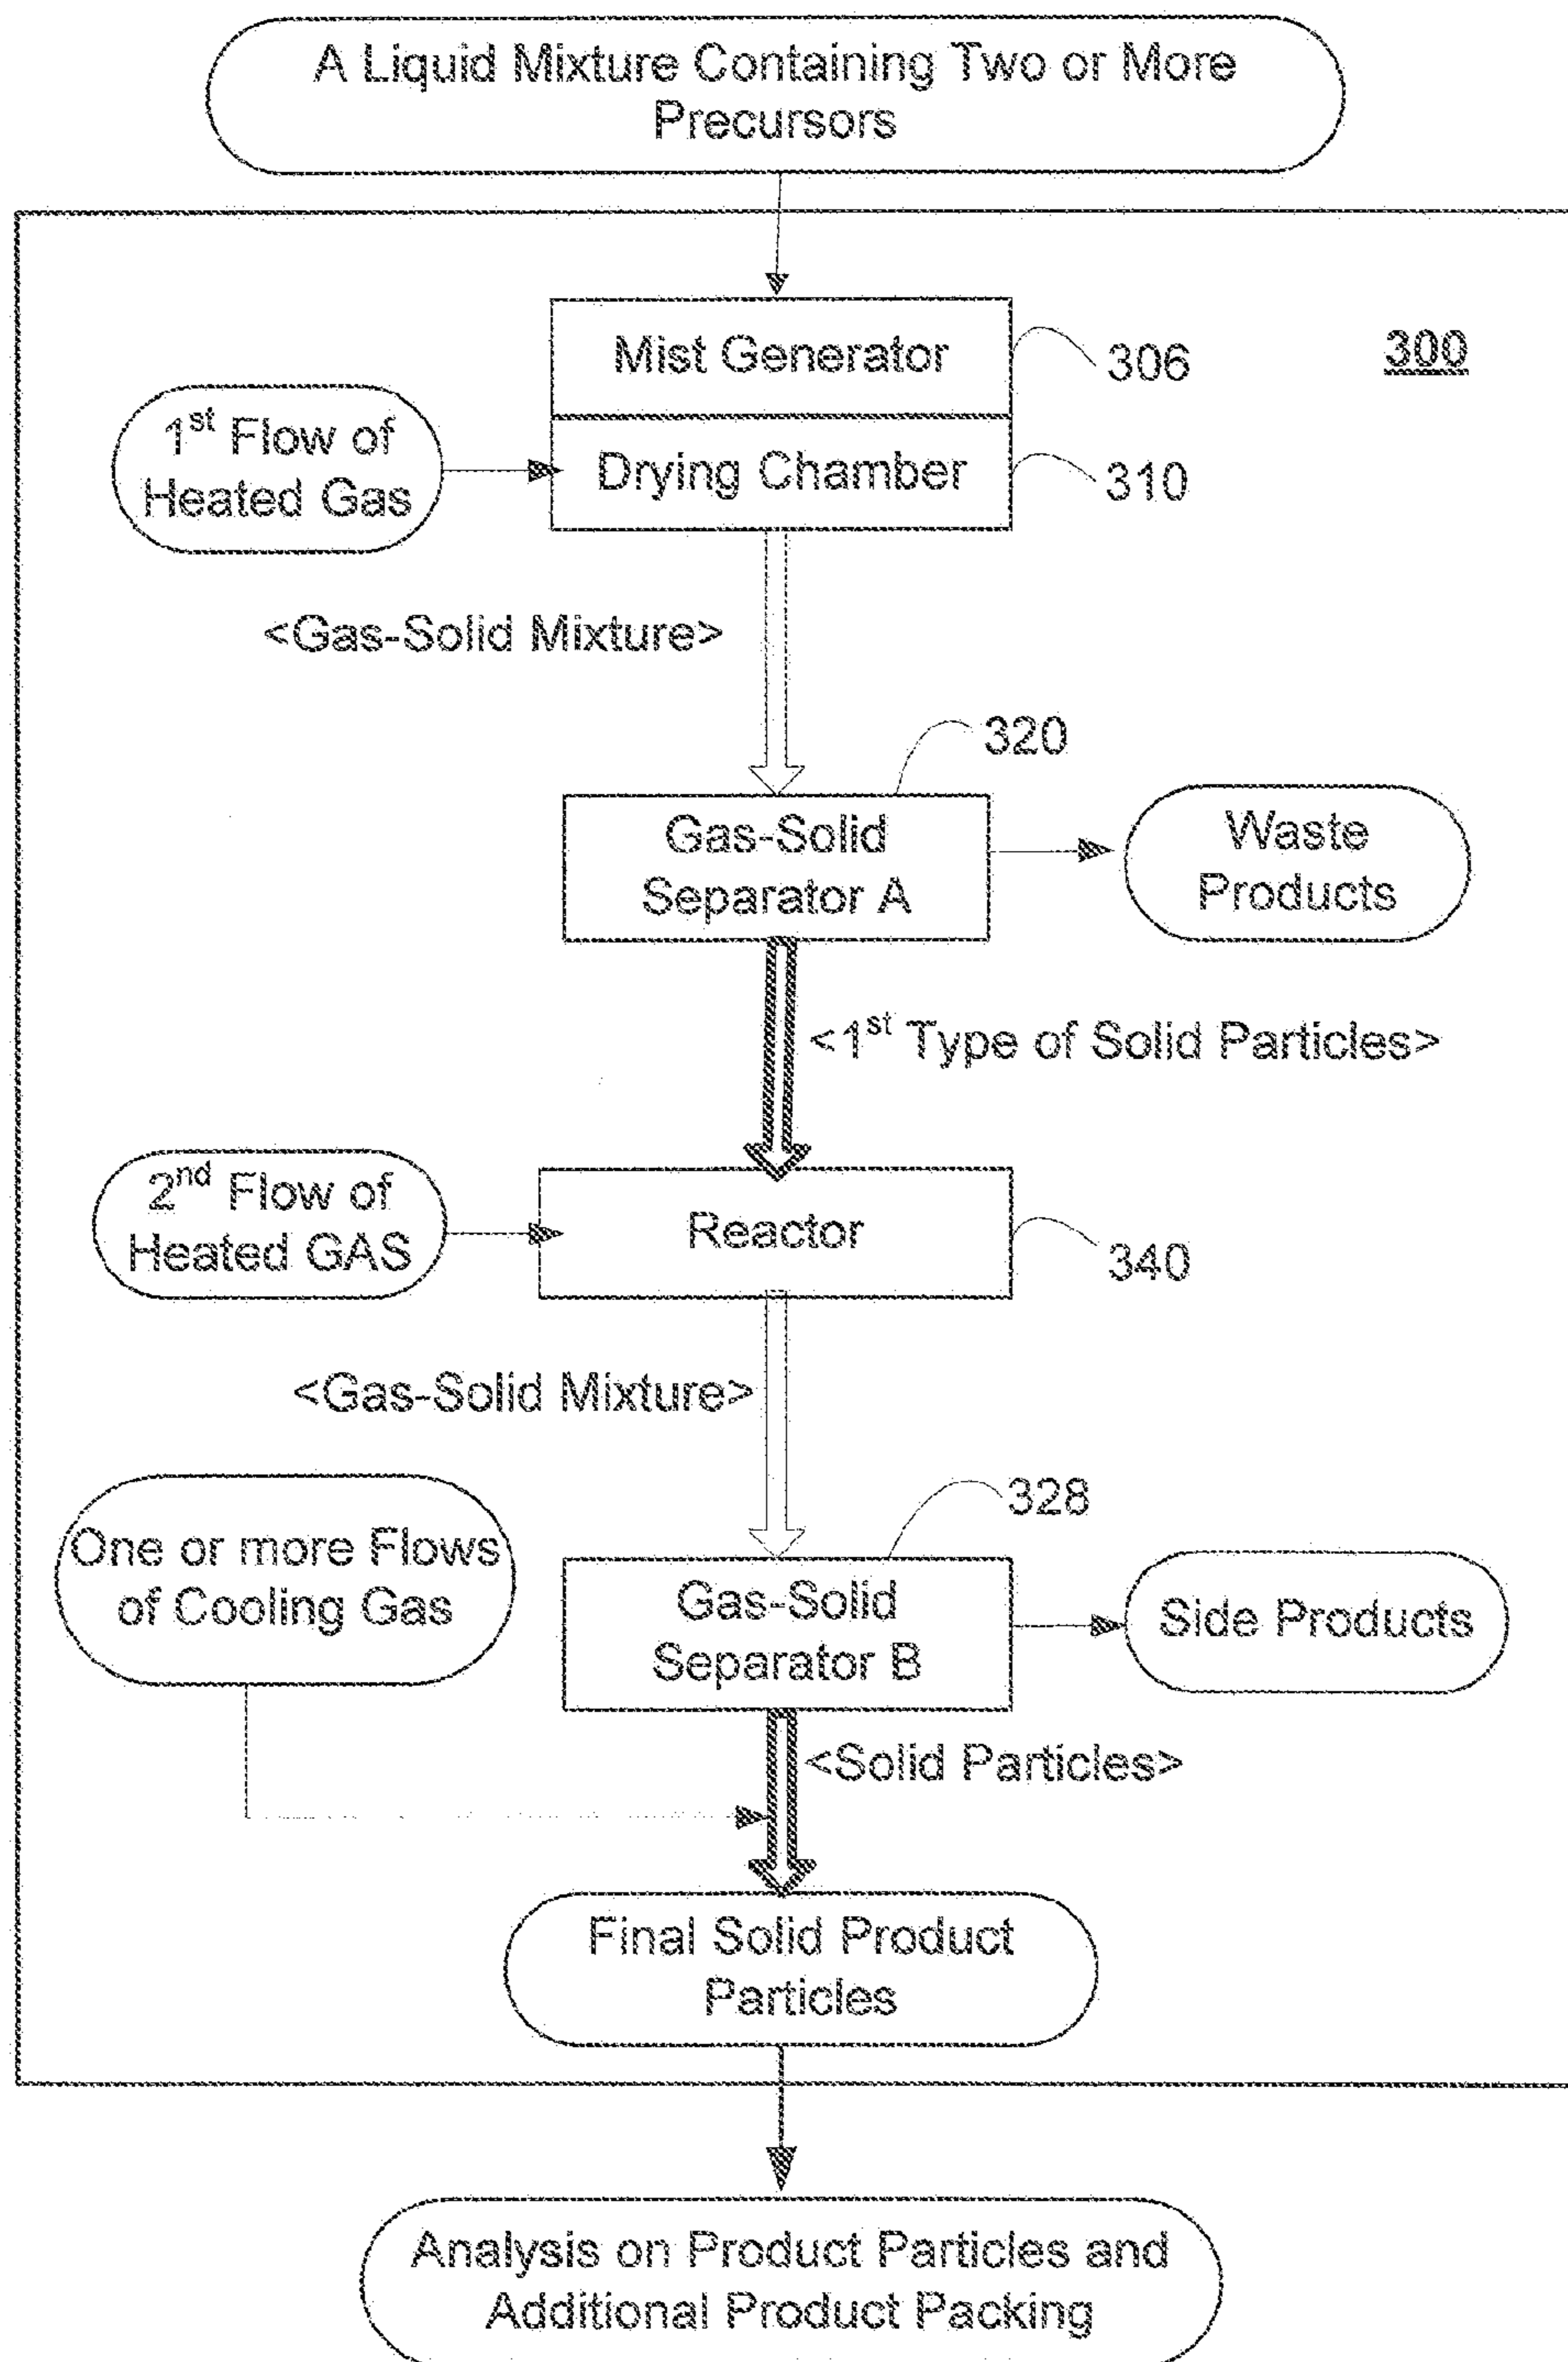 A Liquid Mixture Containing Two or More
Precursors
Mist Generator
306
300
1st Flow of
Heated Gas
Drying Chamber
310
<Gas-Solid Mixture>
320
Gas-Solid
Separator A
Waste
Products
<1st Type of Solid Particles>
2nd Flow of
Heated GAS
Reactor
340
<Gas-Solid Mixture>
328
One or more Flows
of Cooling Gas
Gas-Solid
Separator B
Side Products
<Solid Particles>
Final Solid Product
Particles
Analysis on Product Particles and
Additional Product Packing